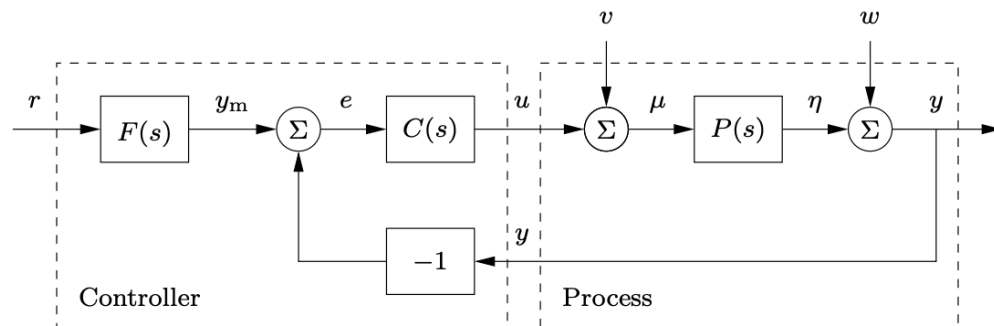 v w
r y_m e u μ η y
F(s) Σ C(s) Σ P(s) Σ
y
−1
Controller Process